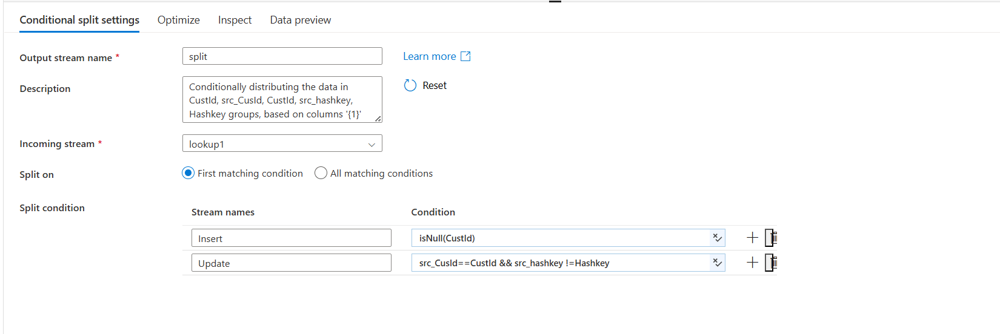 Conditional split settings Optimize Inspect Data preview
Output stream name * split Learn more
Description Conditionally distributing the data in
CustId, src_CusId, CustId, src_hashkey,
Hashkey groups, based on columns '{1}'
Reset
Incoming stream * lookup1
Split on First matching condition All matching conditions
Split condition
Stream names Condition
Insert isNull(CustId)
Update src_CusId==CustId && src_hashkey !=Hashkey